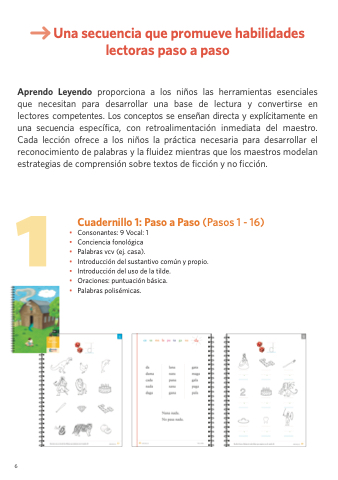 Una secuencia que promueve habilidades
lectoras paso a paso
Aprendo Leyendo proporciona a los niños las herramientas esenciales
que necesitan para desarrollar una base de lectura y convertirse en
lectores competentes. Los conceptos se enseñan directa y explícitamente en
una secuencia específica, con retroalimentación inmediata del maestro.
Cada lección ofrece a los niños la práctica necesaria para desarrollar el
reconocimiento de palabras y la fluidez mientras que los maestros modelan
estrategias de comprensión sobre textos de ficción y no ficción.
1
Cuadernillo 1: Paso a Paso (Pasos 1 - 16)
• Consonantes: 9 Vocal: 1
• Conciencia fonológica
• Palabras vcv (ej. casa).
• Introducción del sustantivo común y propio.
• Introducción del uso de la tilde.
• Oraciones: puntuación básica.
• Palabras polisémicas.
6